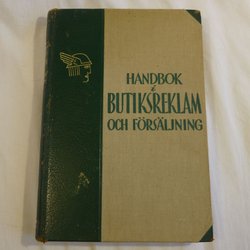 HANDBOK
i
BUTIKSREKLAM
OCH FÖRSÄLJNING